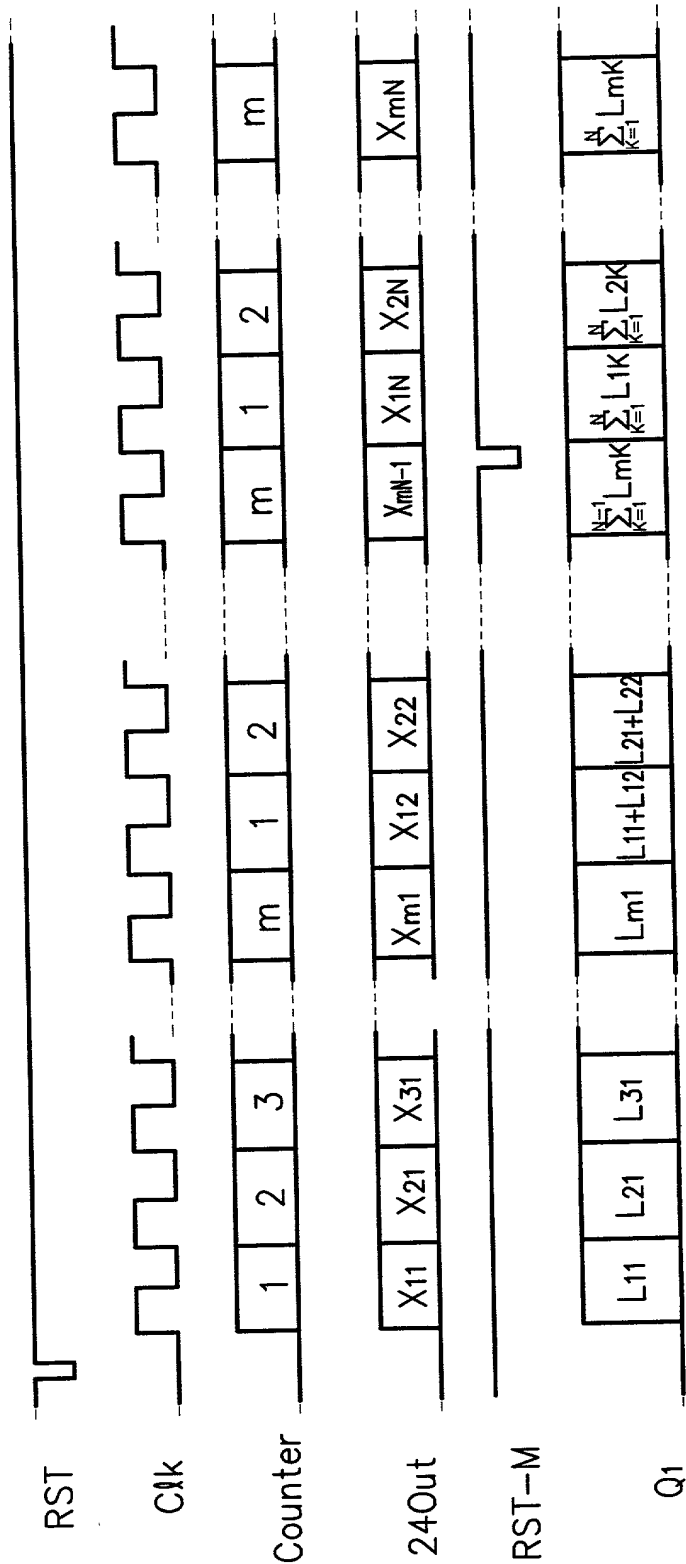 RST
Clk
Counter 1 2 3 m 1 2 m 1 2 m
24Out X11 X21 X31 Xm1 X12 X22 XmN-1 X1N X2N XmN
RST-M
Q1 L11 L21 L31 Lm1 L11+L12 L21+L22 N-1 Σ K=1 LmK N Σ K=1 L1K N Σ K=1 L2K N Σ K=1 LmK